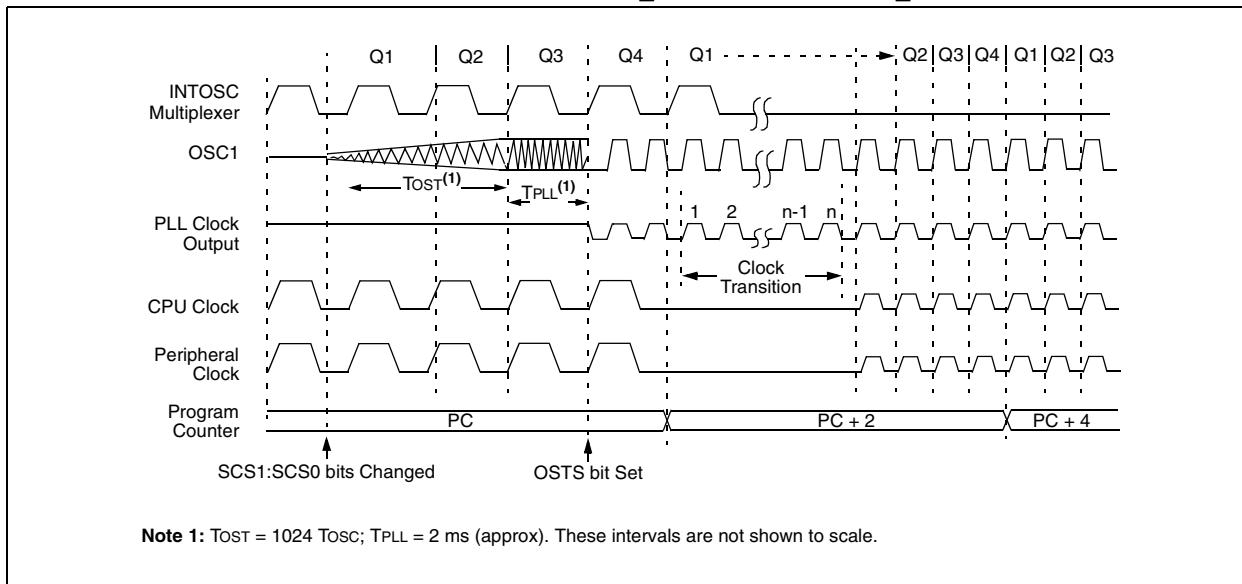 Q1 Q2 Q3 Q4 Q1 Q2 Q3 Q4 Q1 Q2 Q3
INTOSC
Multiplexer
OSC1
TOST(1)
TPLL(1)
1 2 n-1 n
PLL Clock
Output
Clock
Transition
CPU Clock
Peripheral
Clock
Program
Counter
PC PC + 2 PC + 4
SCS1:SCS0 bits Changed OSTS bit Set
Note 1: TOST = 1024 TOSC; TPLL = 2 ms (approx). These intervals are not shown to scale.